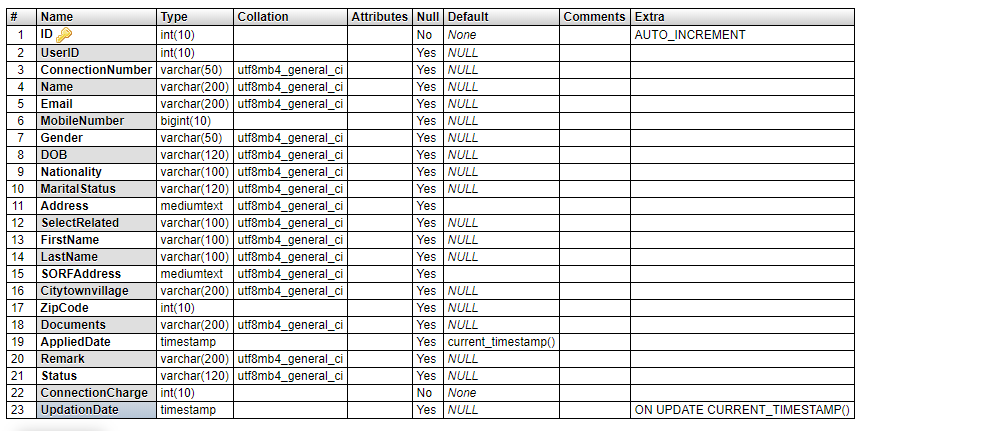 # Name Type Collation Attributes Null Default Comments Extra
1 ID int(10) No None AUTO_INCREMENT
2 UserID int(10) Yes NULL
3 ConnectionNumber varchar(50) utf8mb4_general_ci Yes NULL
4 Name varchar(200) utf8mb4_general_ci Yes NULL
5 Email varchar(200) utf8mb4_general_ci Yes NULL
6 MobileNumber bigint(10) Yes NULL
7 Gender varchar(50) utf8mb4_general_ci Yes NULL
8 DOB varchar(120) utf8mb4_general_ci Yes NULL
9 Nationality varchar(100) utf8mb4_general_ci Yes NULL
10 MaritalStatus varchar(120) utf8mb4_general_ci Yes NULL
11 Address mediumtext utf8mb4_general_ci Yes
12 SelectRelated varchar(100) utf8mb4_general_ci Yes NULL
13 FirstName varchar(100) utf8mb4_general_ci Yes NULL
14 LastName varchar(100) utf8mb4_general_ci Yes NULL
15 SORFAddress mediumtext utf8mb4_general_ci Yes
16 Citytownvillage varchar(200) utf8mb4_general_ci Yes NULL
17 ZipCode int(10) Yes NULL
18 Documents varchar(200) utf8mb4_general_ci Yes NULL
19 AppliedDate timestamp Yes current_timestamp()
20 Remark varchar(200) utf8mb4_general_ci Yes NULL
21 Status varchar(120) utf8mb4_general_ci Yes NULL
22 ConnectionCharge int(10) No None
23 UpdationDate timestamp Yes NULL ON UPDATE CURRENT_TIMESTAMP()